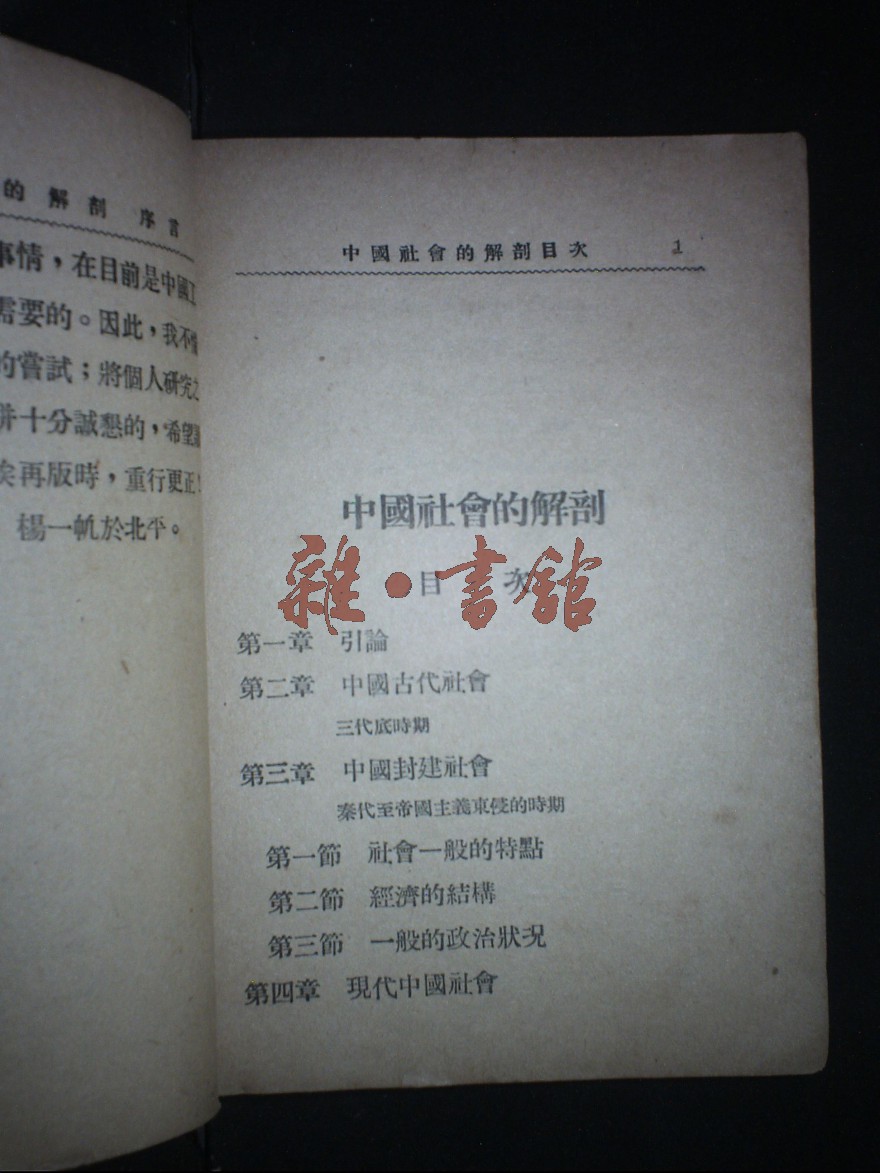 的解剖 序言
事情，在目前是中國工
需要的。因此，我不惜
的嘗試；將個人研究之
併十分誠懇的，希望
俟再版時，重行更正！
楊一帆於北平。
中國社會的解剖目次 1
中國社會的解剖
目 次
雜·書館
第一章 引論
第二章 中國古代社會
三代底時期
第三章 中國封建社會
秦代至帝國主義東侵的時期
第一節 社會一般的特點
第二節 經濟的結構
第三節 一般的政治狀況
第四章 現代中國社會